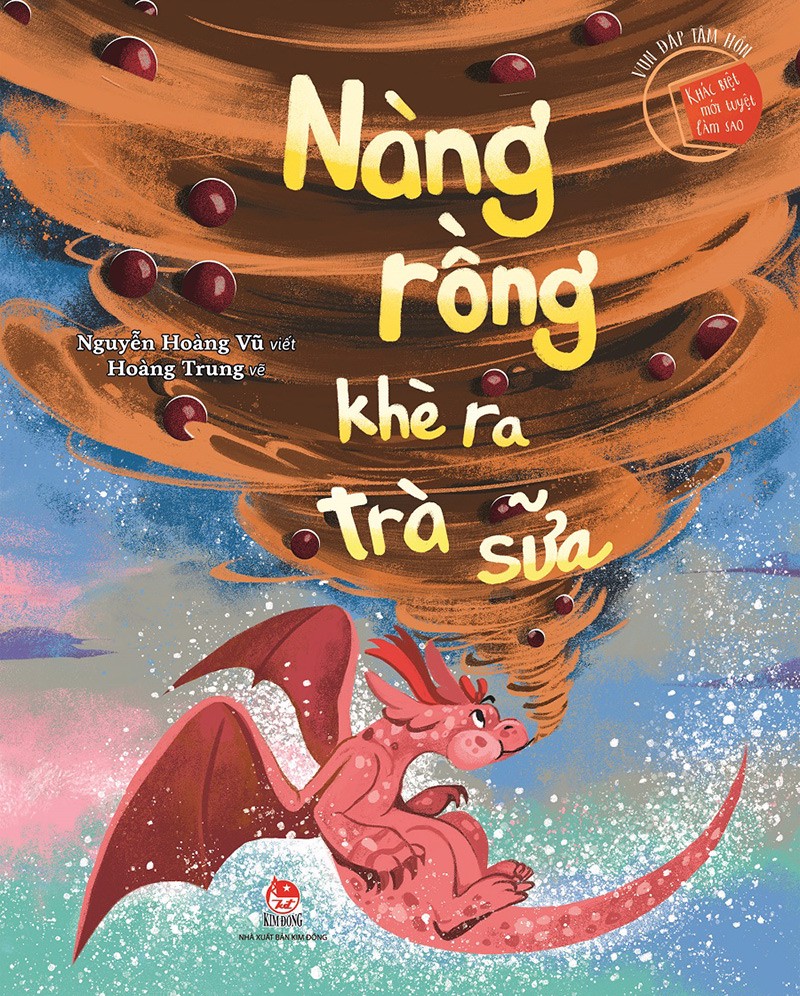 VUN ĐẮP TÂM HỒN
KHÁC BIỆT
MỚI TUYỆT
LÀM SAO
Nàng
rồng
Nguyễn Hoàng Vũ viết
Hoàng Trung vẽ
khè ra
trà sữa
KIM ĐỒNG
NHÀ XUẤT BẢN KIM ĐỒNG